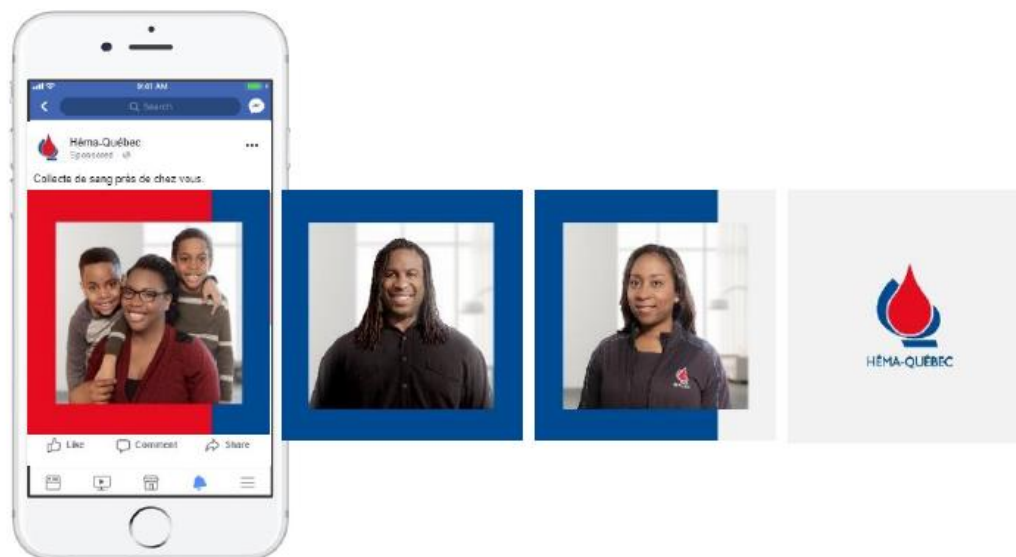 9:41 AM
Search
Héma-Québec
Sponsored
Collecte de sang près de chez vous.
Like
Comment
Share
HÉMA-QUÉBEC